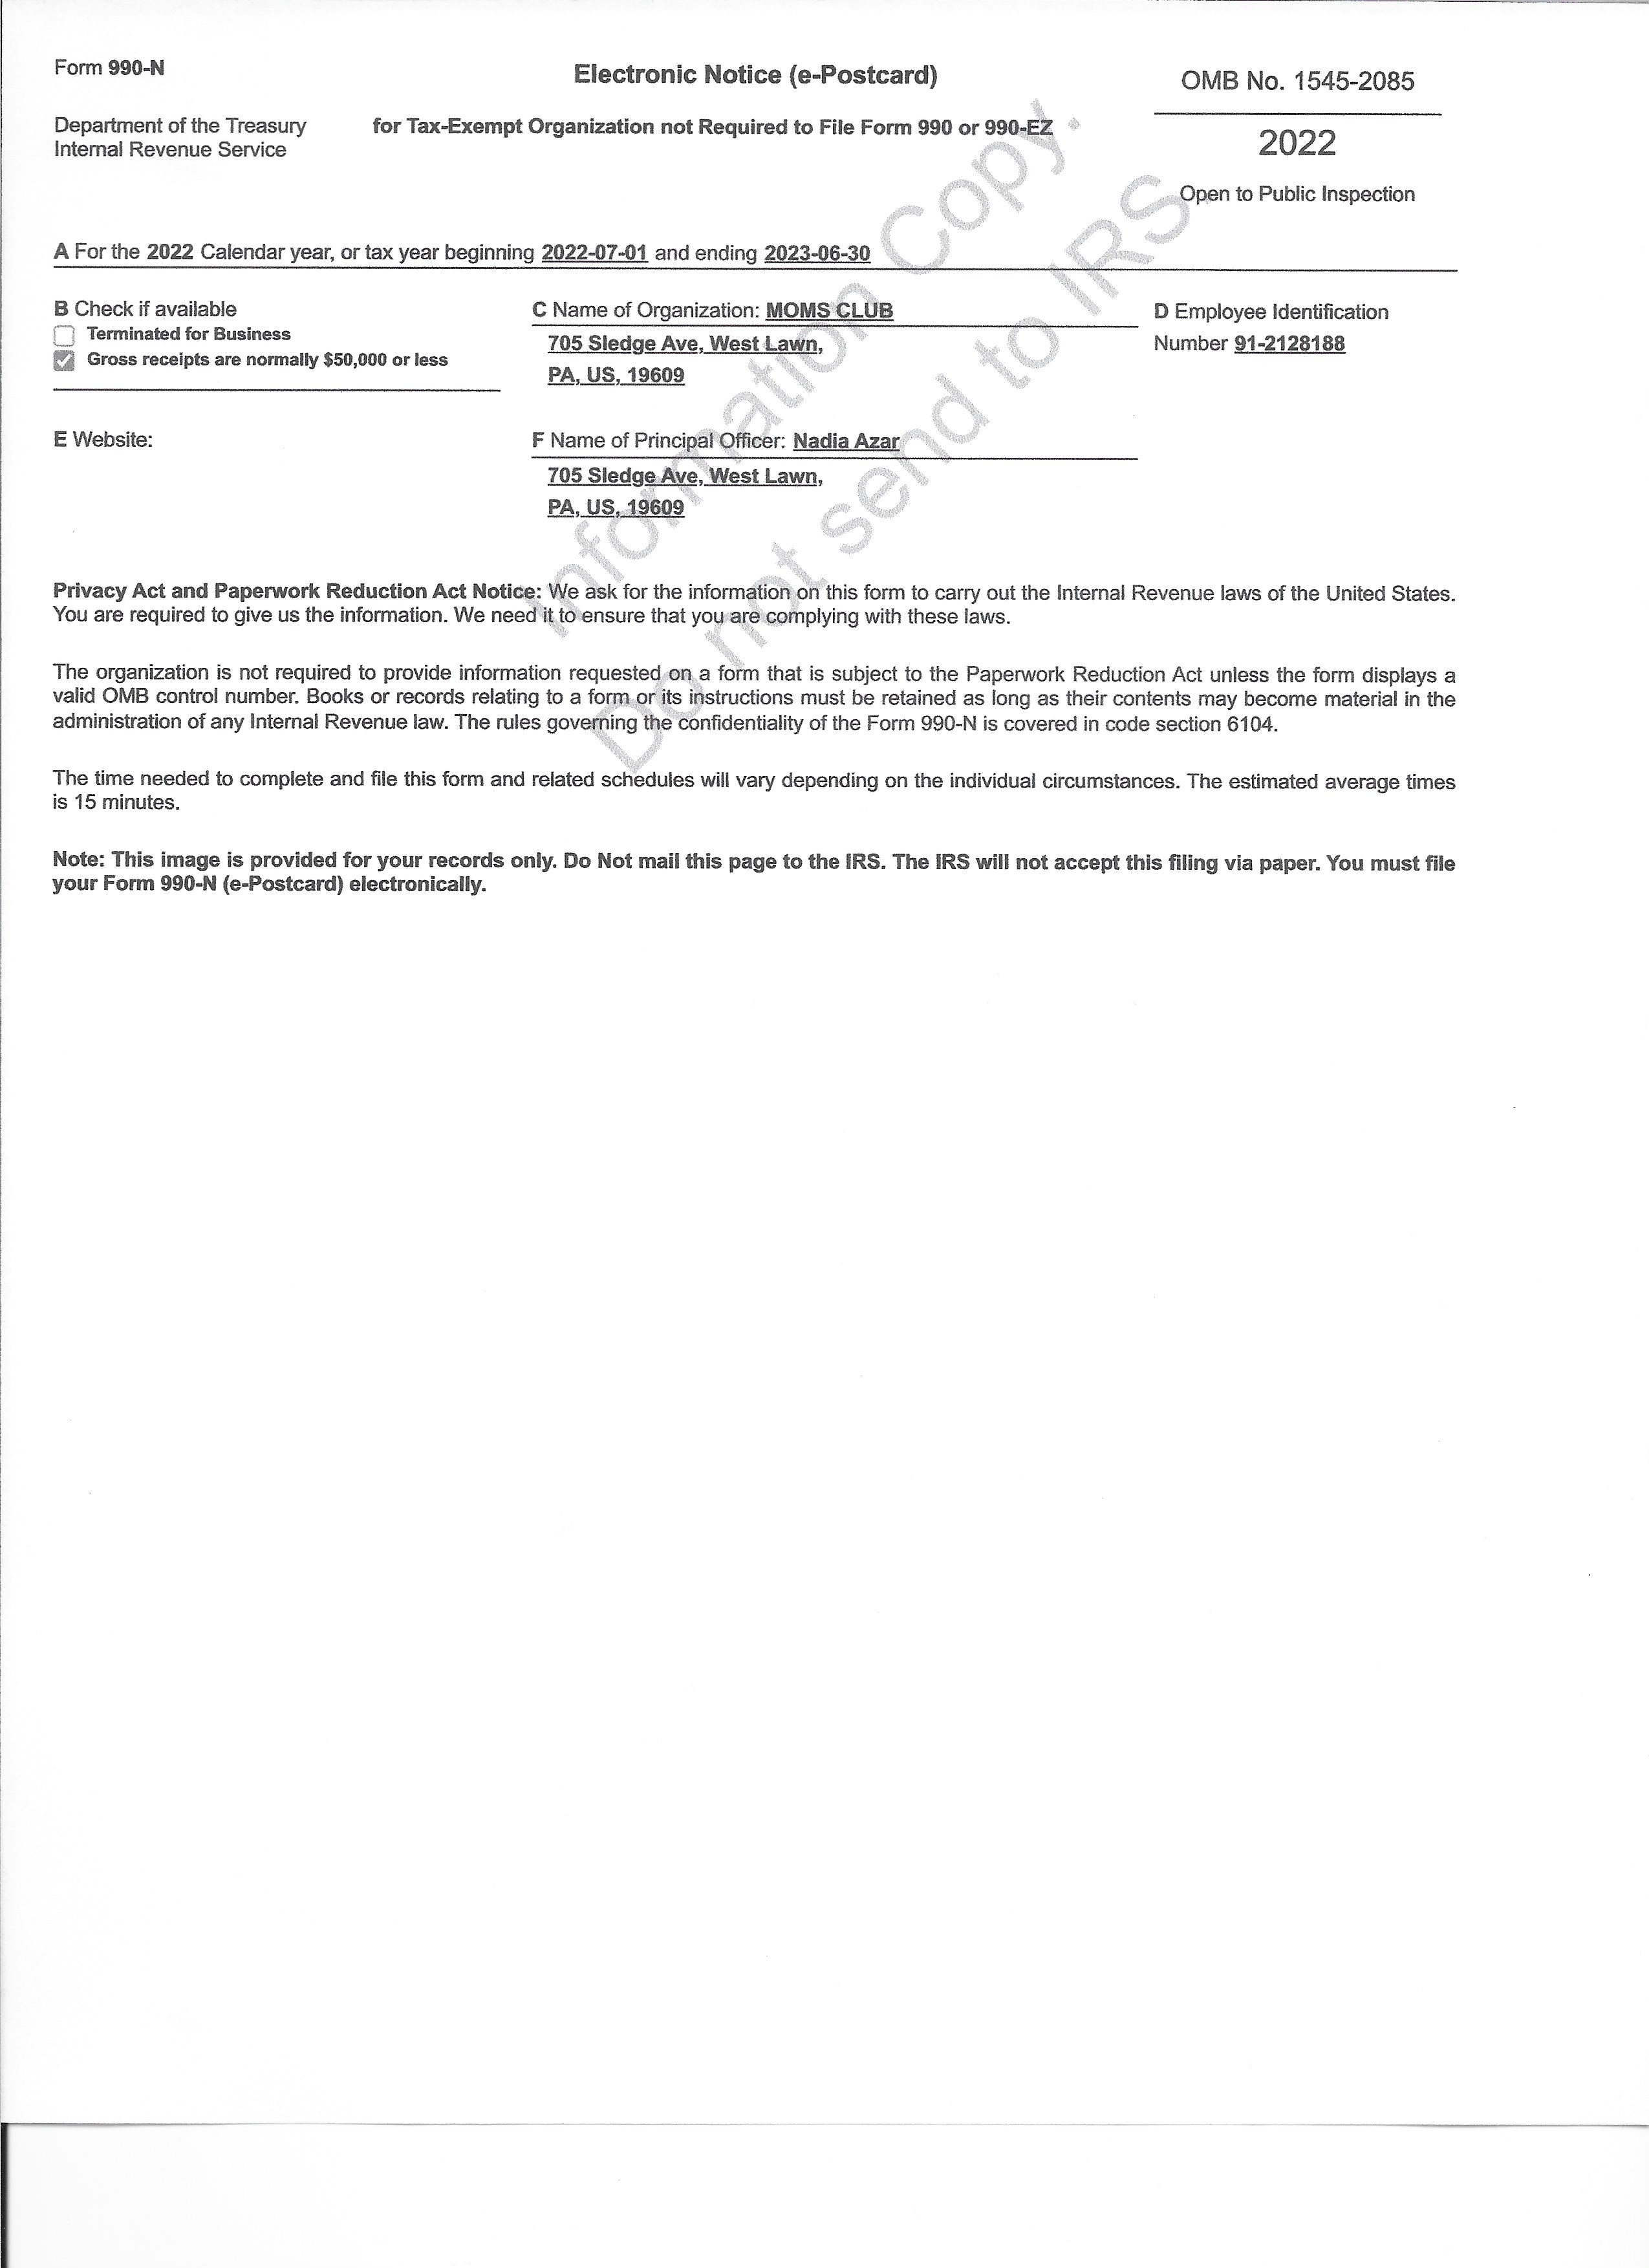 Form 990-N
Electronic Notice (e-Postcard)
OMB No. 1545-2085
Department of the Treasury
Internal Revenue Service
for Tax-Exempt Organization not Required to File Form 990 or 990-EZ
2022
Open to Public Inspection
A For the 2022 Calendar year, or tax year beginning 2022-07-01 and ending 2023-06-30
B Check if available
Terminated for Business
Gross receipts are normally $50,000 or less
C Name of Organization: MOMS CLUB
705 Sledge Ave, West Lawn,
PA, US, 19609
D Employee Identification
Number 91-2128188
E Website:
F Name of Principal Officer: Nadia Azar
705 Sledge Ave, West Lawn,
PA, US, 19609
Privacy Act and Paperwork Reduction Act Notice: We ask for the information on this form to carry out the Internal Revenue laws of the United States.
You are required to give us the information. We need it to ensure that you are complying with these laws.
The organization is not required to provide information requested on a form that is subject to the Paperwork Reduction Act unless the form displays a
valid OMB control number. Books or records relating to a form or its instructions must be retained as long as their contents may become material in the
administration of any Internal Revenue law. The rules governing the confidentiality of the Form 990-N is covered in code section 6104.
The time needed to complete and file this form and related schedules will vary depending on the individual circumstances. The estimated average times
is 15 minutes.
Note: This image is provided for your records only. Do Not mail this page to the IRS. The IRS will not accept this filing via paper. You must file
your Form 990-N (e-Postcard) electronically.
Information Copy.
Do not send to IRS.